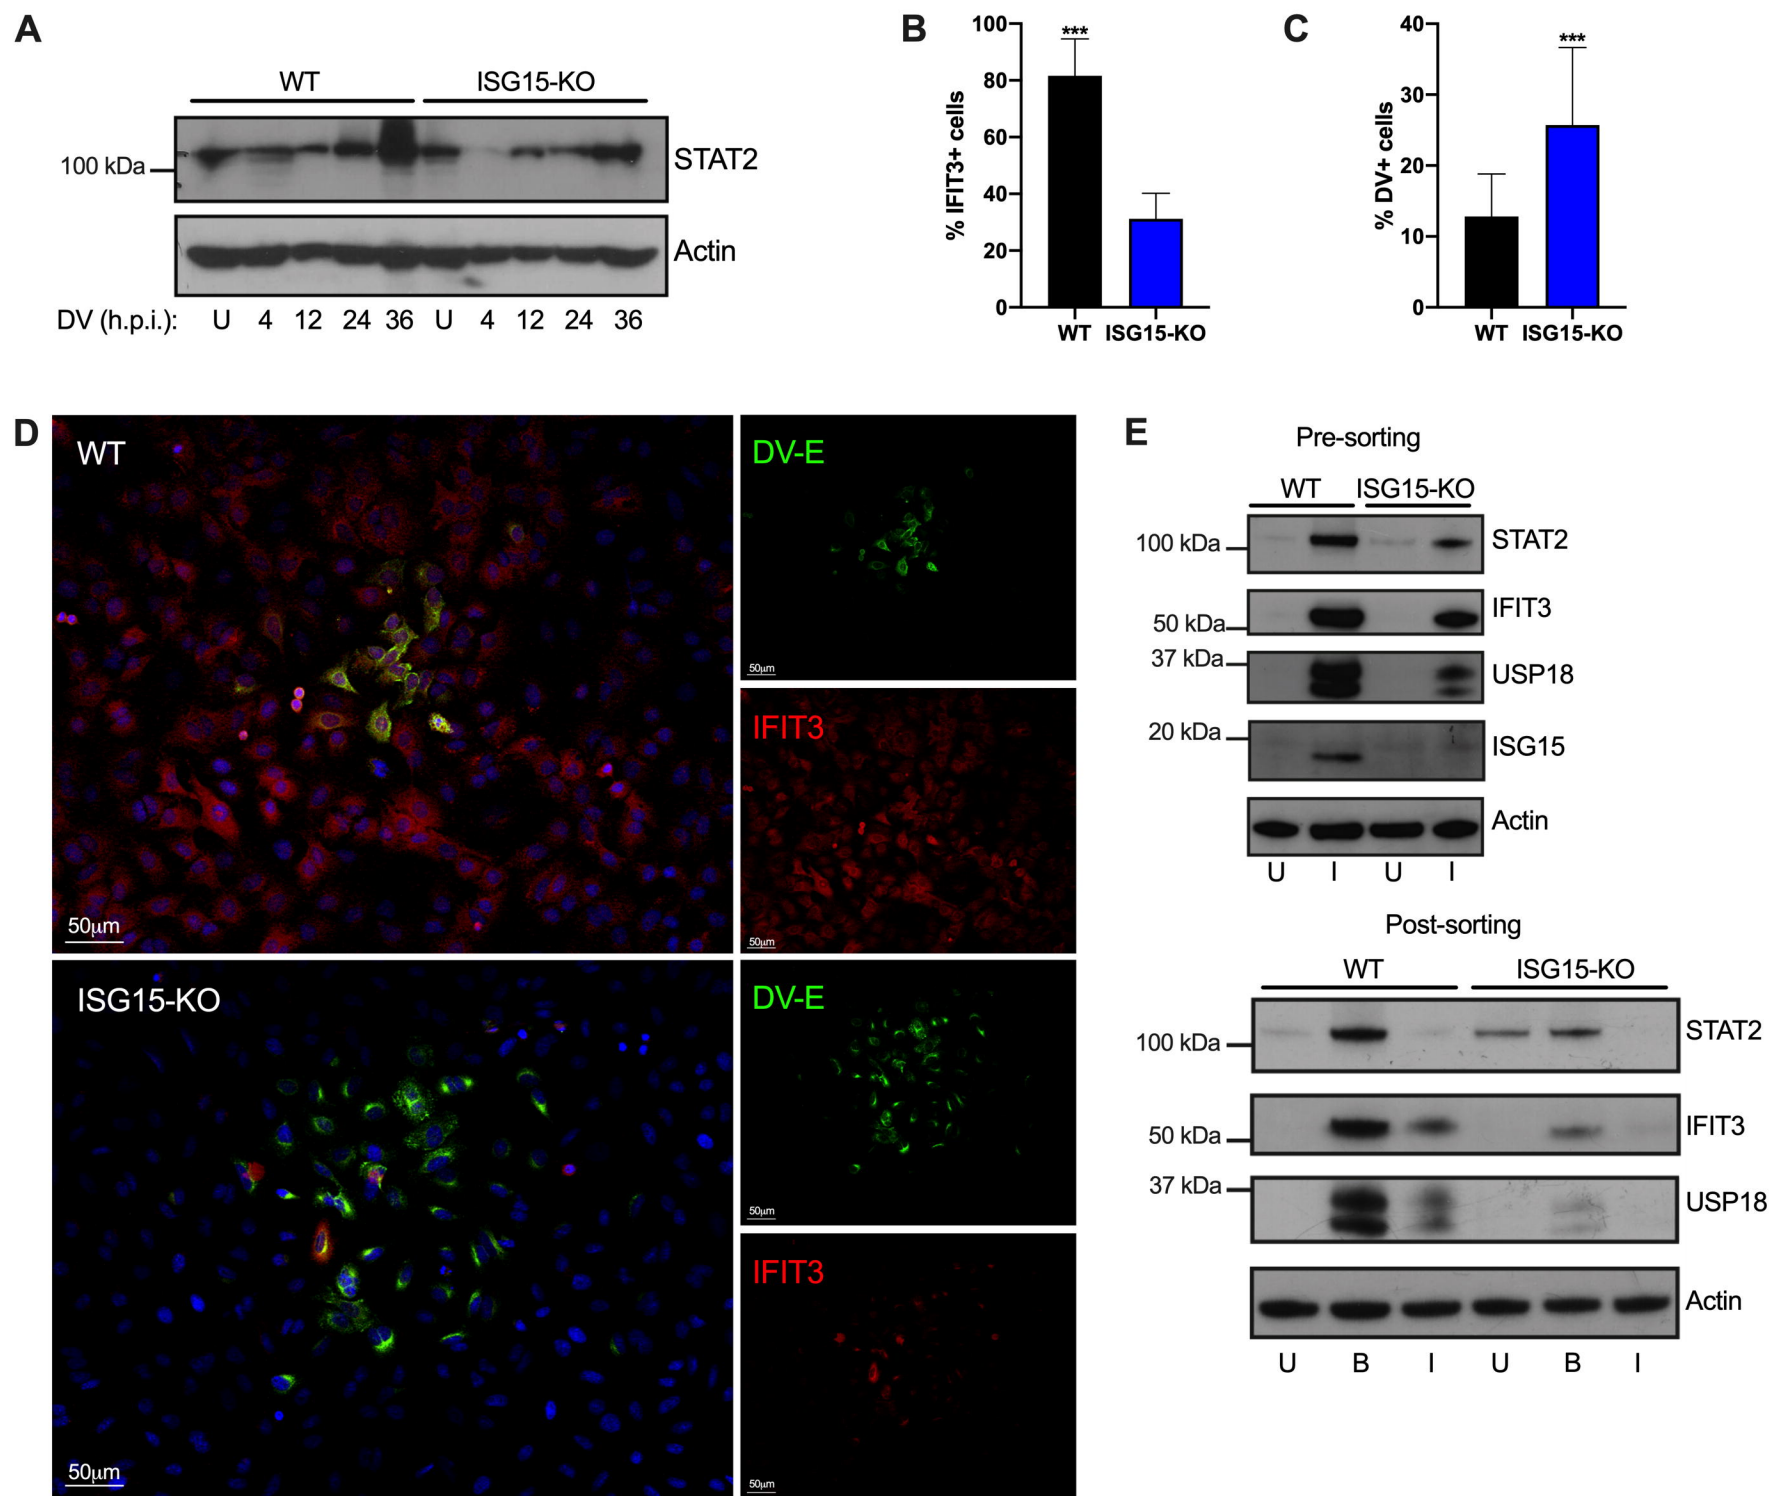 A
WT ISG15-KO
100 kDa
STAT2
Actin
DV (h.p.i.): U 4 12 24 36 U 4 12 24 36
B
% IFIT3+ cells
100
80
60
40
20
0
***
WT ISG15-KO
C
% DV+ cells
40
30
20
10
0
***
WT ISG15-KO
D
WT
50µm
DV-E
50µm
IFIT3
50µm
ISG15-KO
50µm
DV-E
50µm
IFIT3
50µm
E
Pre-sorting
WT ISG15-KO
100 kDa STAT2
50 kDa IFIT3
37 kDa USP18
20 kDa ISG15
Actin
U I U I
Post-sorting
WT ISG15-KO
100 kDa STAT2
50 kDa IFIT3
37 kDa USP18
Actin
U B I U B I